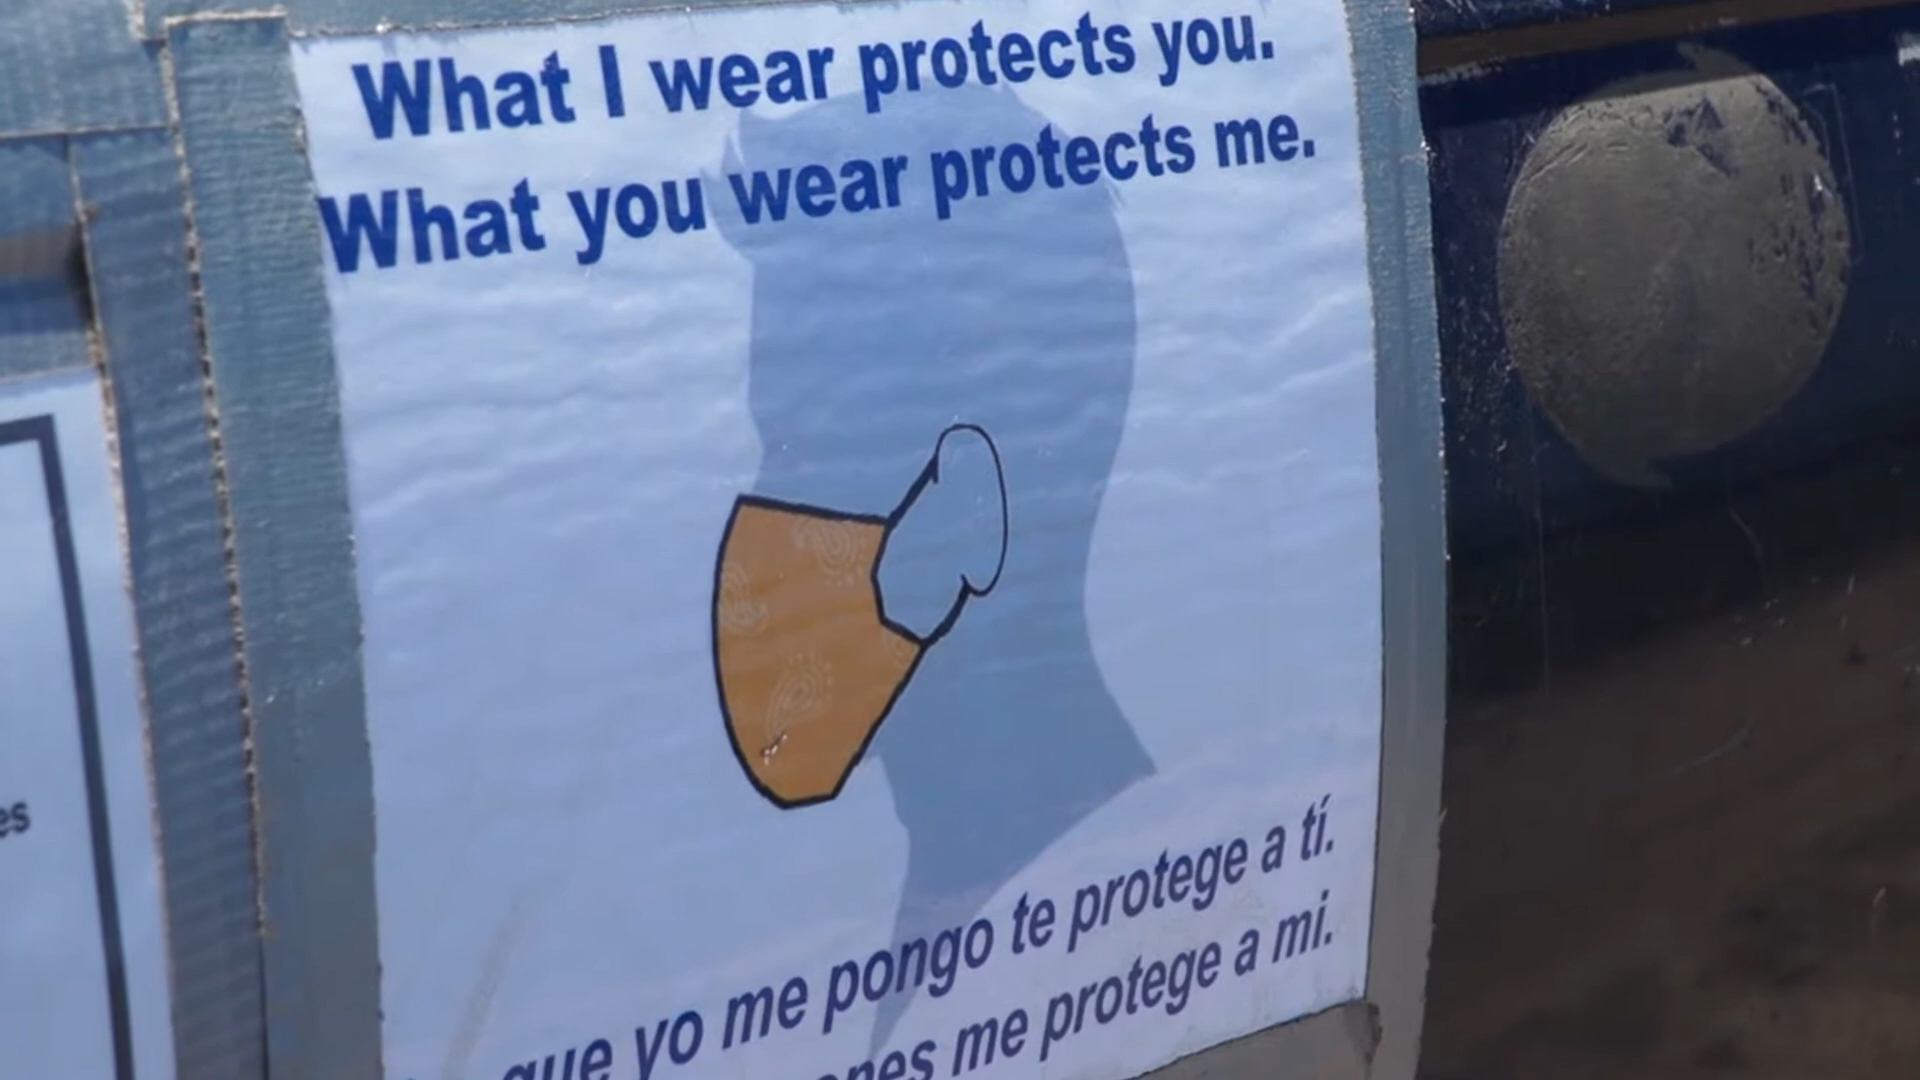 What I wear protects you.
What you wear protects me.
es
que yo me pongo te protege a tí.
me protege a mi.